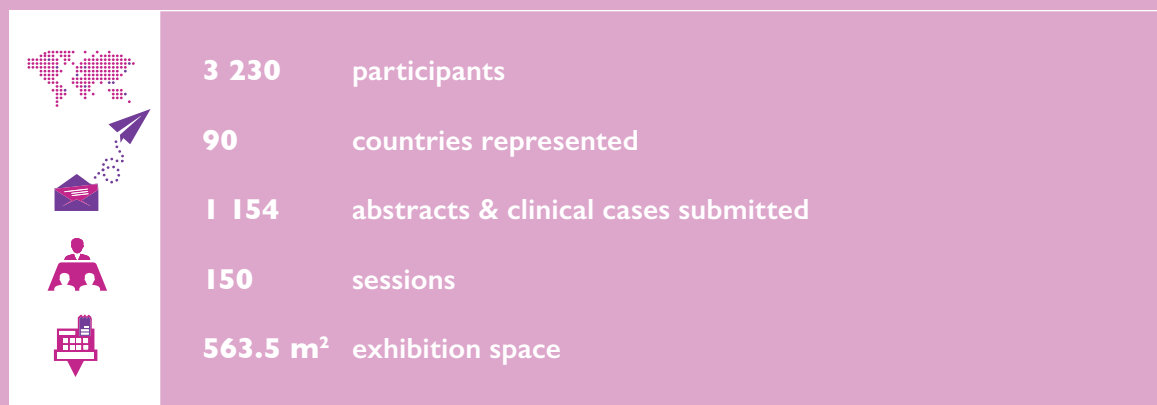 3 230 participants
90 countries represented
1 154 abstracts & clinical cases submitted
150 sessions
563.5 m² exhibition space